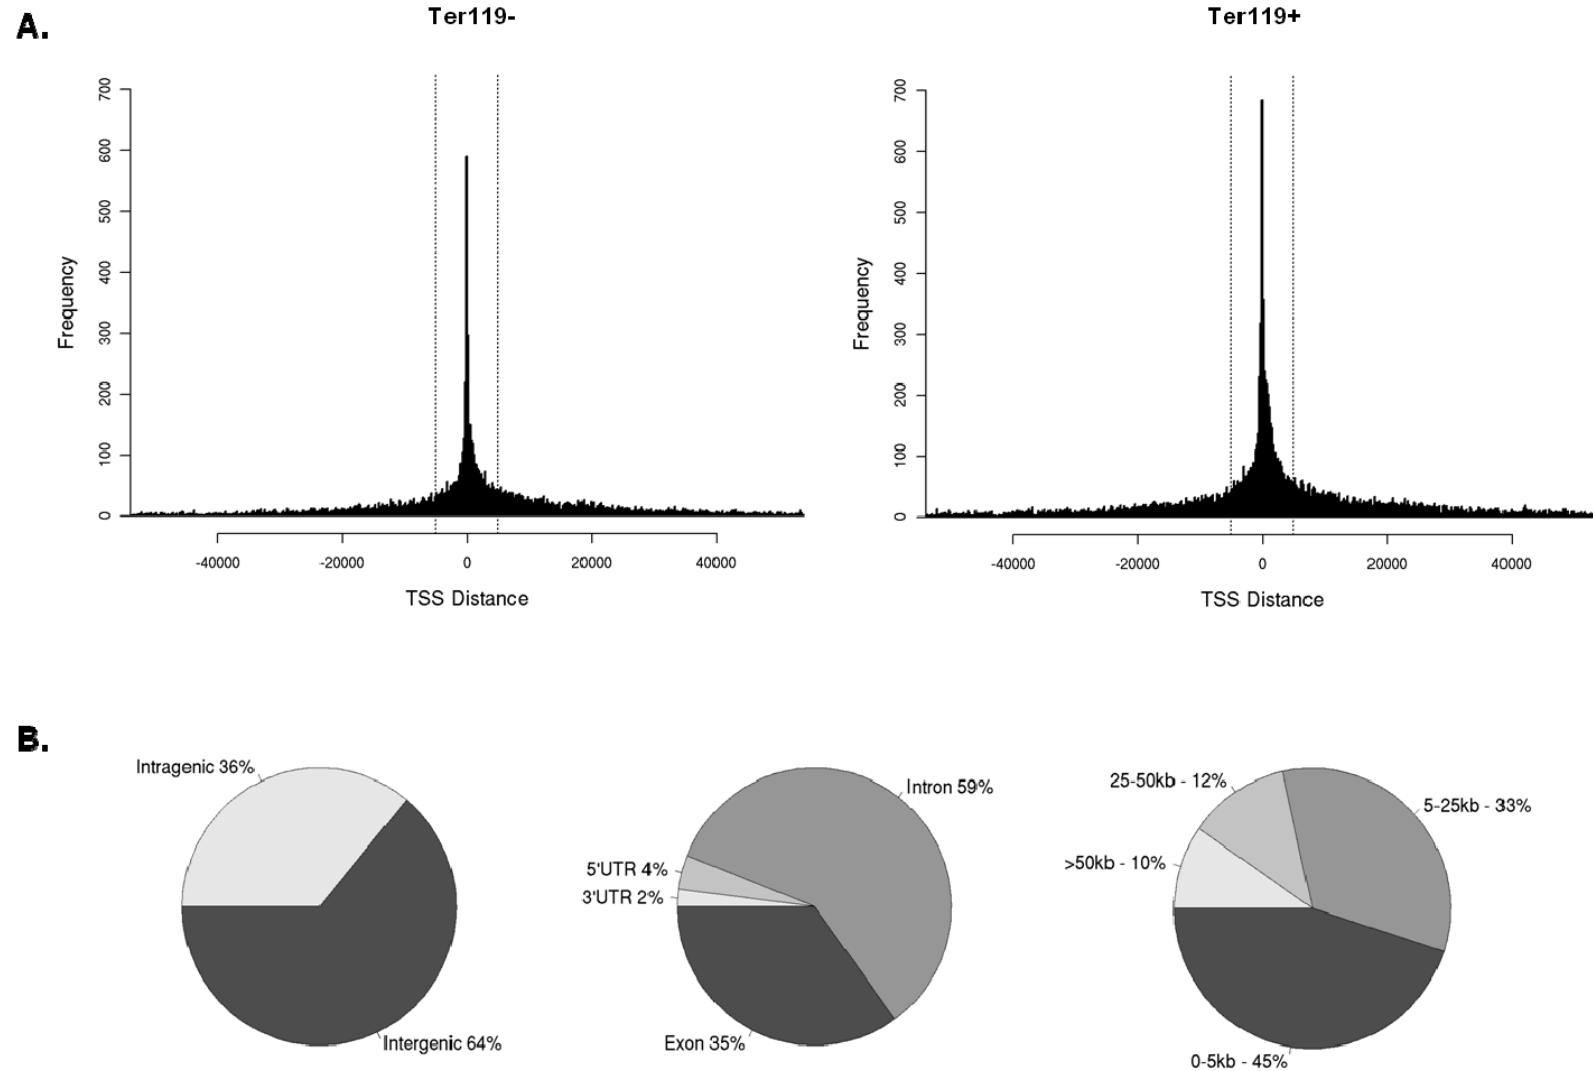 A.
Ter119-
Ter119+
700
600
500
400
300
200
100
0
Frequency
-40000
-20000
0
20000
40000
TSS Distance
700
600
500
400
300
200
100
0
Frequency
-40000
-20000
0
20000
40000
TSS Distance
B.
Intragenic 36%
Intergenic 64%
Intron 59%
5'UTR 4%
3'UTR 2%
Exon 35%
25-50kb - 12%
5-25kb - 33%
>50kb - 10%
0-5kb - 45%